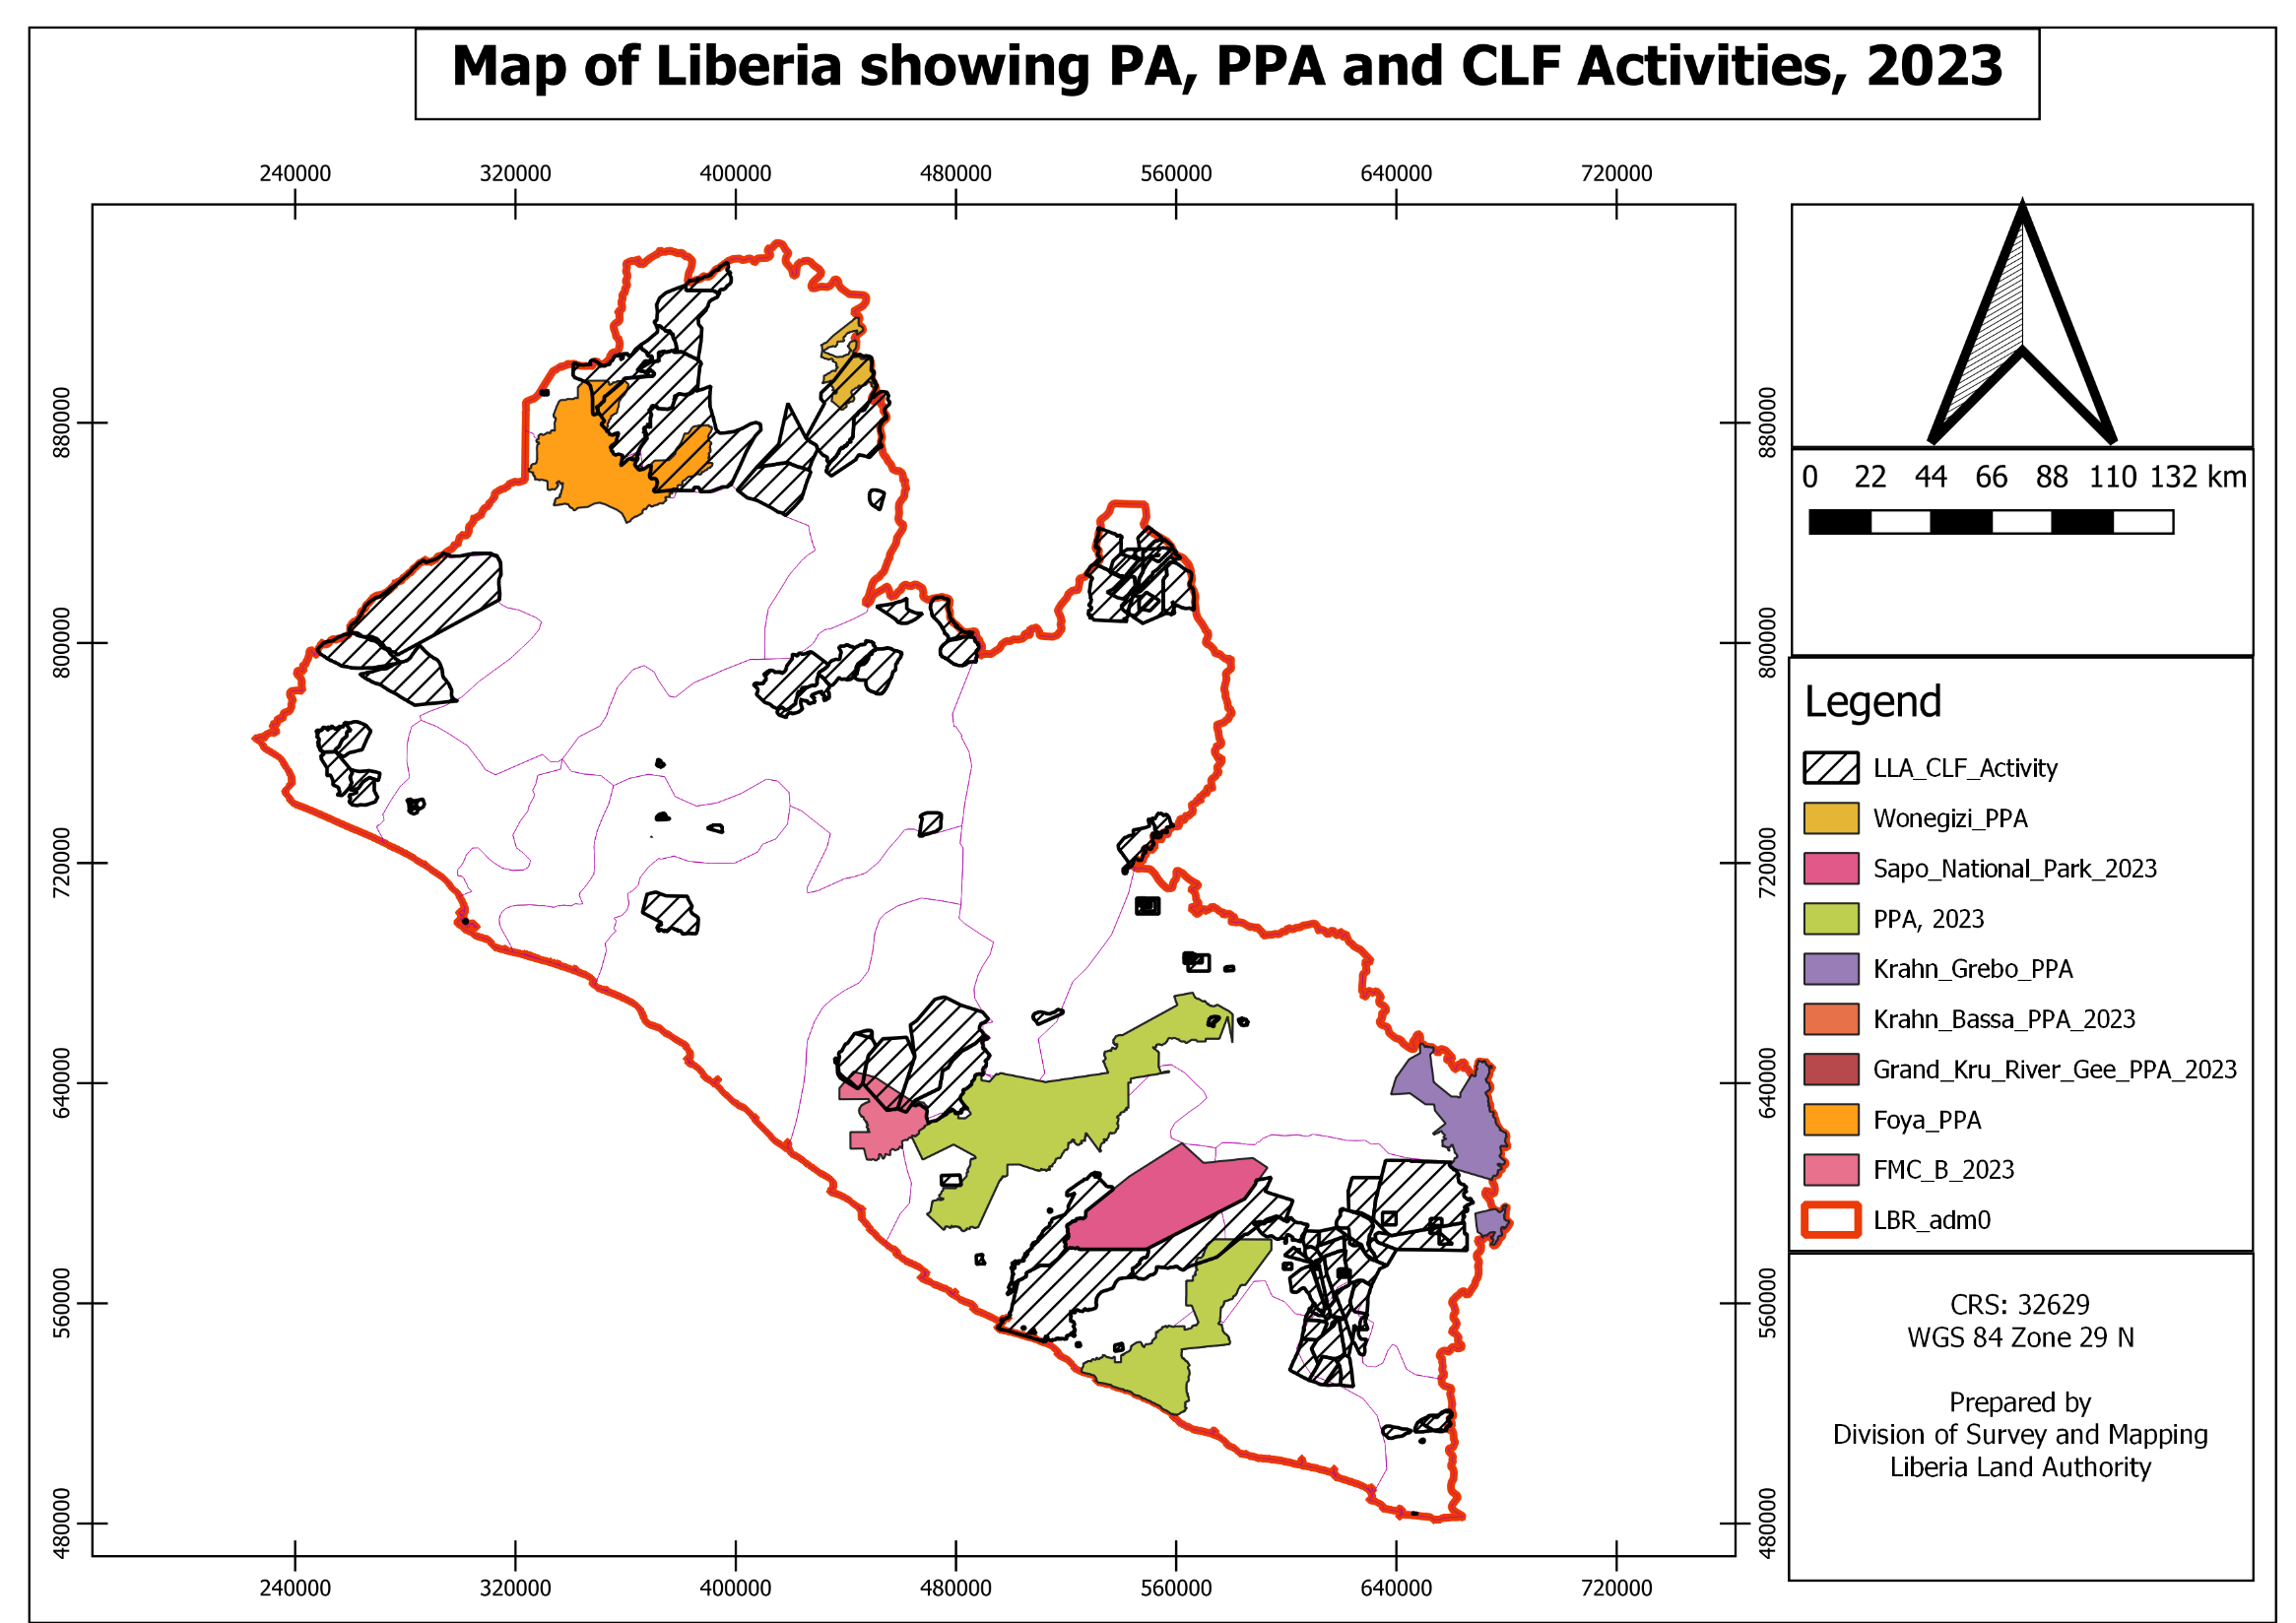 Map of Liberia showing PA, PPA and CLF Activities, 2023
240000 320000 400000 480000 560000 640000 720000
880000 880000
800000 800000
720000 720000
640000 640000
560000 560000
480000 480000
240000 320000 400000 480000 560000 640000 720000
0 22 44 66 88 110 132 km
Legend
LLA_CLF_Activity
Wonegizi_PPA
Sapo_National_Park_2023
PPA, 2023
Krahn_Grebo_PPA
Krahn_Bassa_PPA_2023
Grand_Kru_River_Gee_PPA_2023
Foya_PPA
FMC_B_2023
LBR_adm0
CRS: 32629
WGS 84 Zone 29 N
Prepared by
Division of Survey and Mapping
Liberia Land Authority